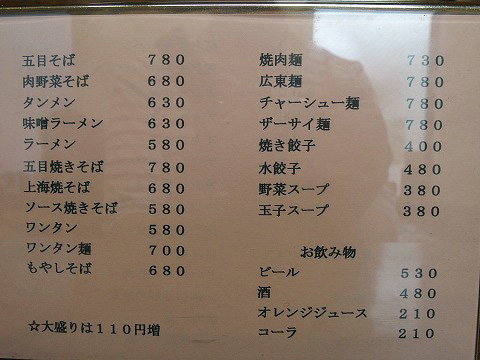 五目そば ７８０
肉野菜そば ６８０
タンメン ６３０
味噌ラーメン ６３０
ラーメン ５８０
五目焼きそば ７８０
上海焼そば ６８０
ソース焼きそば ５８０
ワンタン ５８０
ワンタン麺 ７００
もやしそば ６８０
☆大盛りは１１０円増
焼肉麺 ７３０
広東麺 ７８０
チャーシュー麺 ７８０
ザーサイ麺 ７８０
焼き餃子 ４００
水餃子 ４８０
野菜スープ ３８０
玉子スープ ３８０
お飲み物
ビール ５３０
酒 ４８０
オレンジジュース ２１０
コーラ ２１０